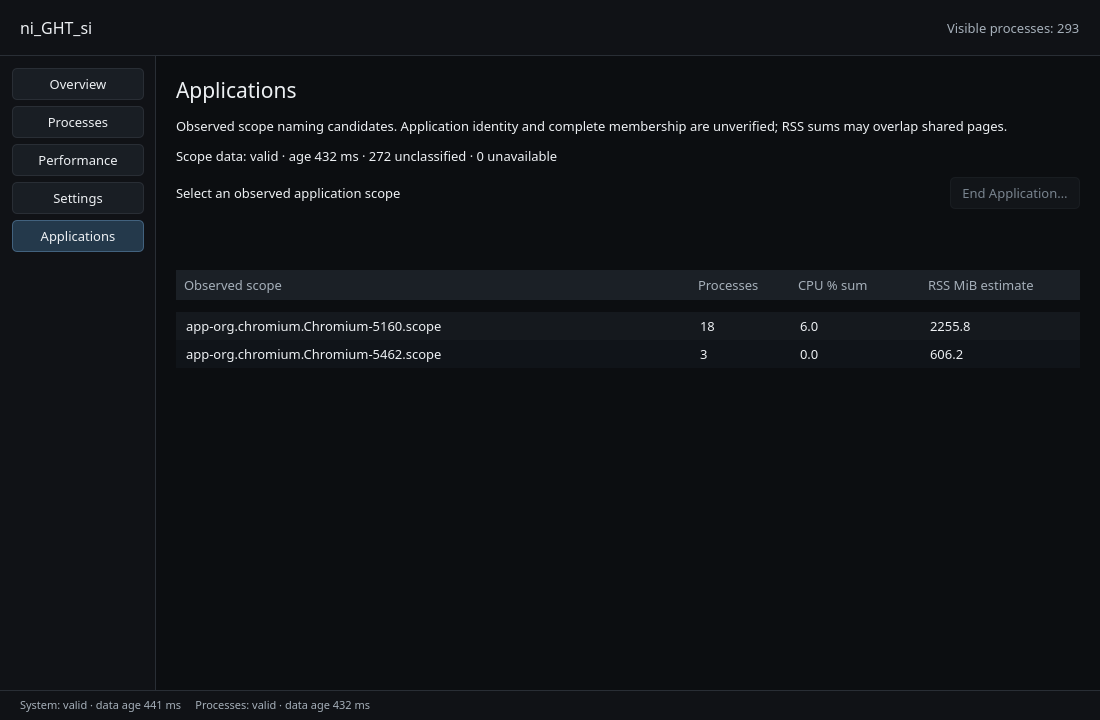 ni_GHT_si
Visible processes: 293
Overview
Processes
Performance
Settings
Applications
Applications
Observed scope naming candidates. Application identity and complete membership are unverified; RSS sums may overlap shared pages.
Scope data: valid · age 432 ms · 272 unclassified · 0 unavailable
Select an observed application scope
End Application...
Observed scope Processes CPU % sum RSS MiB estimate
app-org.chromium.Chromium-5160.scope 18 6.0 2255.8
app-org.chromium.Chromium-5462.scope 3 0.0 606.2
System: valid · data age 441 ms Processes: valid · data age 432 ms